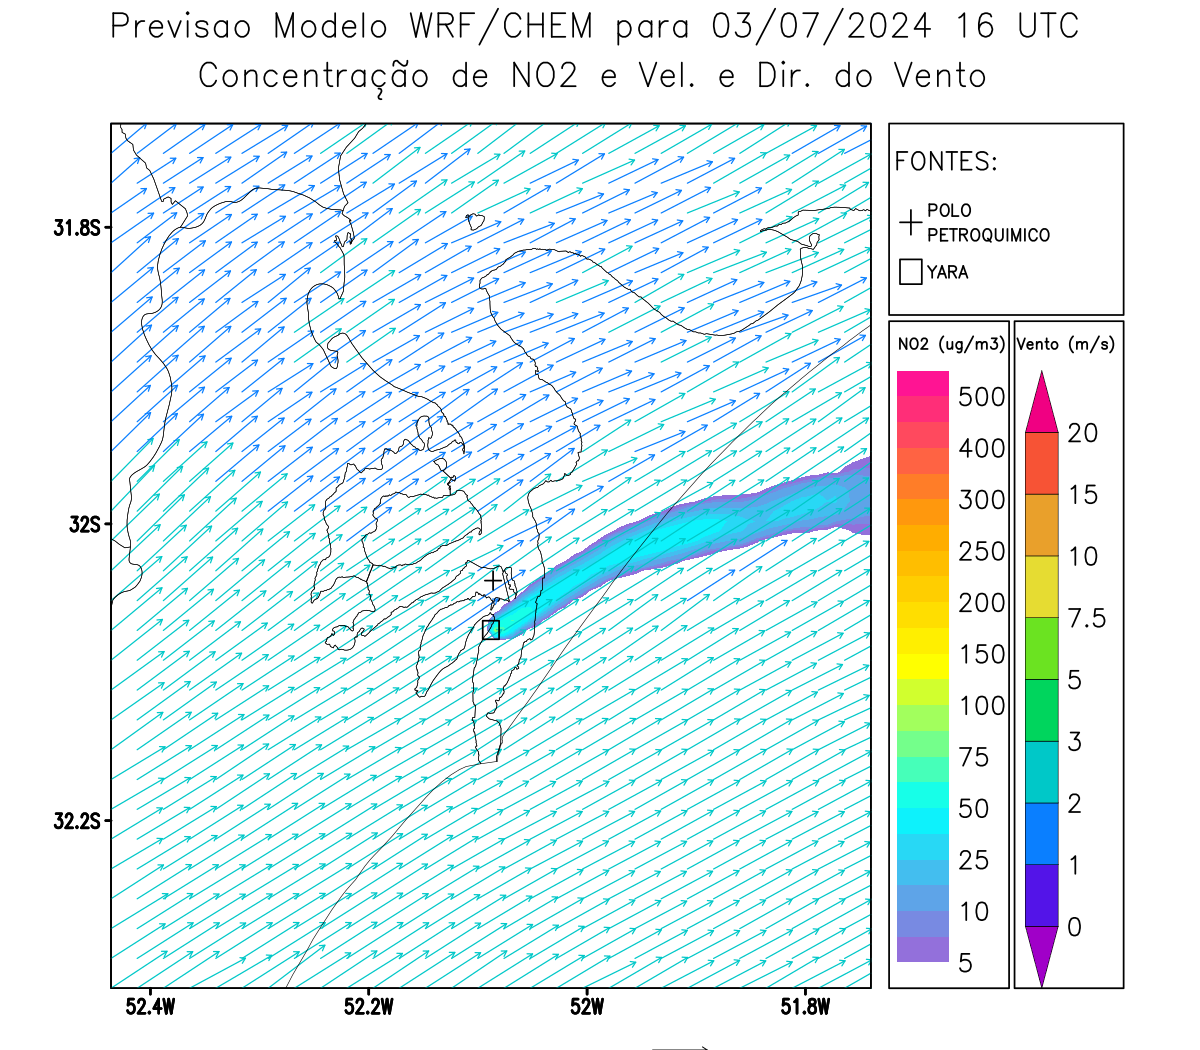 Previsao Modelo WRF/CHEM para 03/07/2024 16 UTC
Concentração de NO2 e Vel. e Dir. do Vento
FONTES:
POLO
PETROQUIMICO
YARA
31.8S
32S
32.2S
52.4W
52.2W
52W
51.8W
NO2 (ug/m3)
500
400
300
250
200
150
100
75
50
25
10
5
Vento (m/s)
20
15
10
7.5
5
3
2
1
0